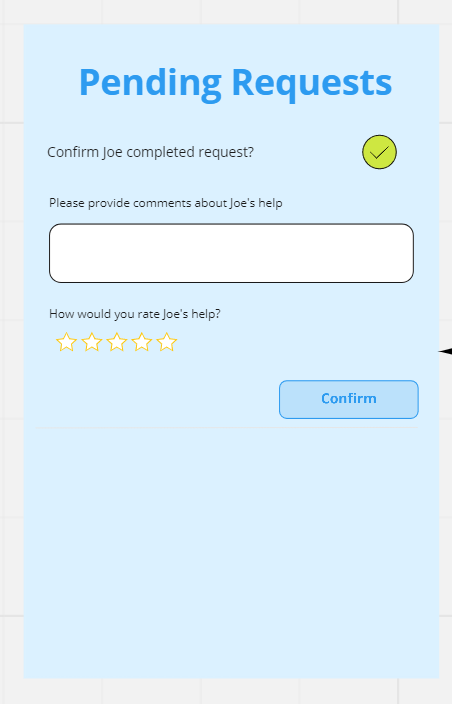 Pending Requests
Confirm Joe completed request?
Please provide comments about Joe's help
How would you rate Joe's help?
Confirm